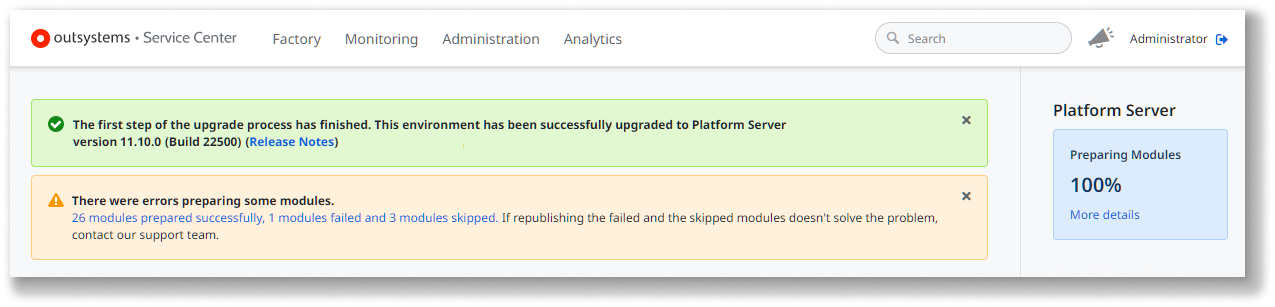 outsystems • Service Center
Factory
Monitoring
Administration
Analytics
Search
Administrator
The first step of the upgrade process has finished. This environment has been successfully upgraded to Platform Server
version 11.10.0 (Build 22500) (Release Notes)
There were errors preparing some modules.
26 modules prepared successfully, 1 modules failed and 3 modules skipped. If republishing the failed and the skipped modules doesn't solve the problem,
contact our support team.
Platform Server
Preparing Modules
100%
More details